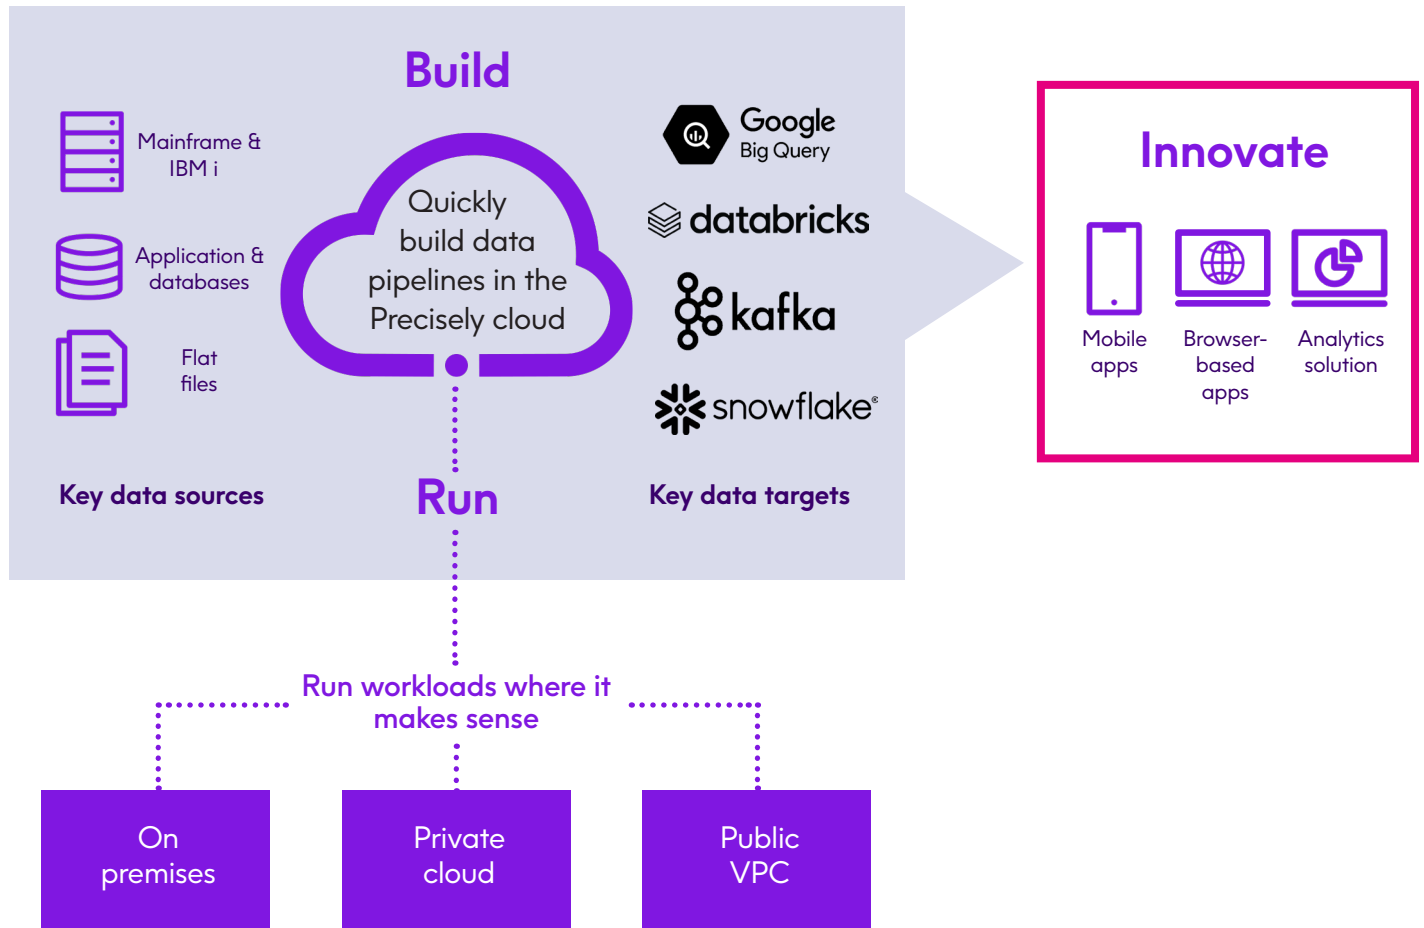 Build
Mainframe &
IBM i
Application &
databases
Flat
files
Key data sources
Quickly
build data
pipelines in the
Precisely cloud
Run
Google
Big Query
databricks
kafka
snowflake
Key data targets
Innovate
Mobile
apps
Browser-
based
apps
Analytics
solution
Run workloads where it
makes sense
On
premises
Private
cloud
Public
VPC